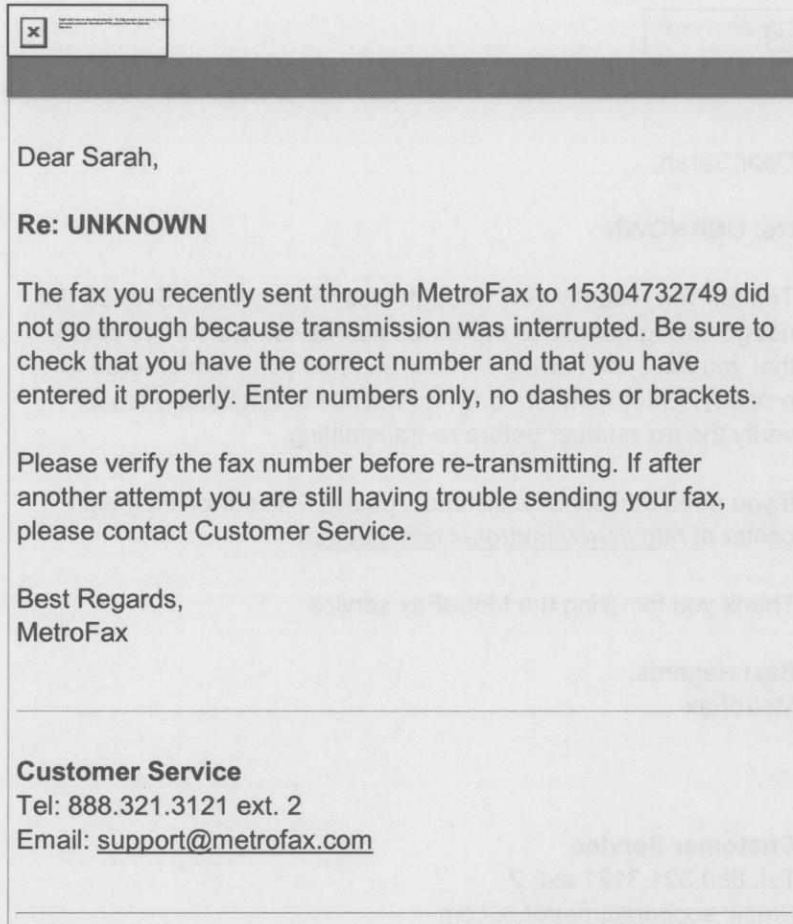 Dear Sarah,
Re: UNKNOWN
The fax you recently sent through MetroFax to 15304732749 did
not go through because transmission was interrupted. Be sure to
check that you have the correct number and that you have
entered it properly. Enter numbers only, no dashes or brackets.
Please verify the fax number before re-transmitting. If after
another attempt you are still having trouble sending your fax,
please contact Customer Service.
Best Regards,
MetroFax
Customer Service
Tel: 888.321.3121 ext. 2
Email: support@metrofax.com